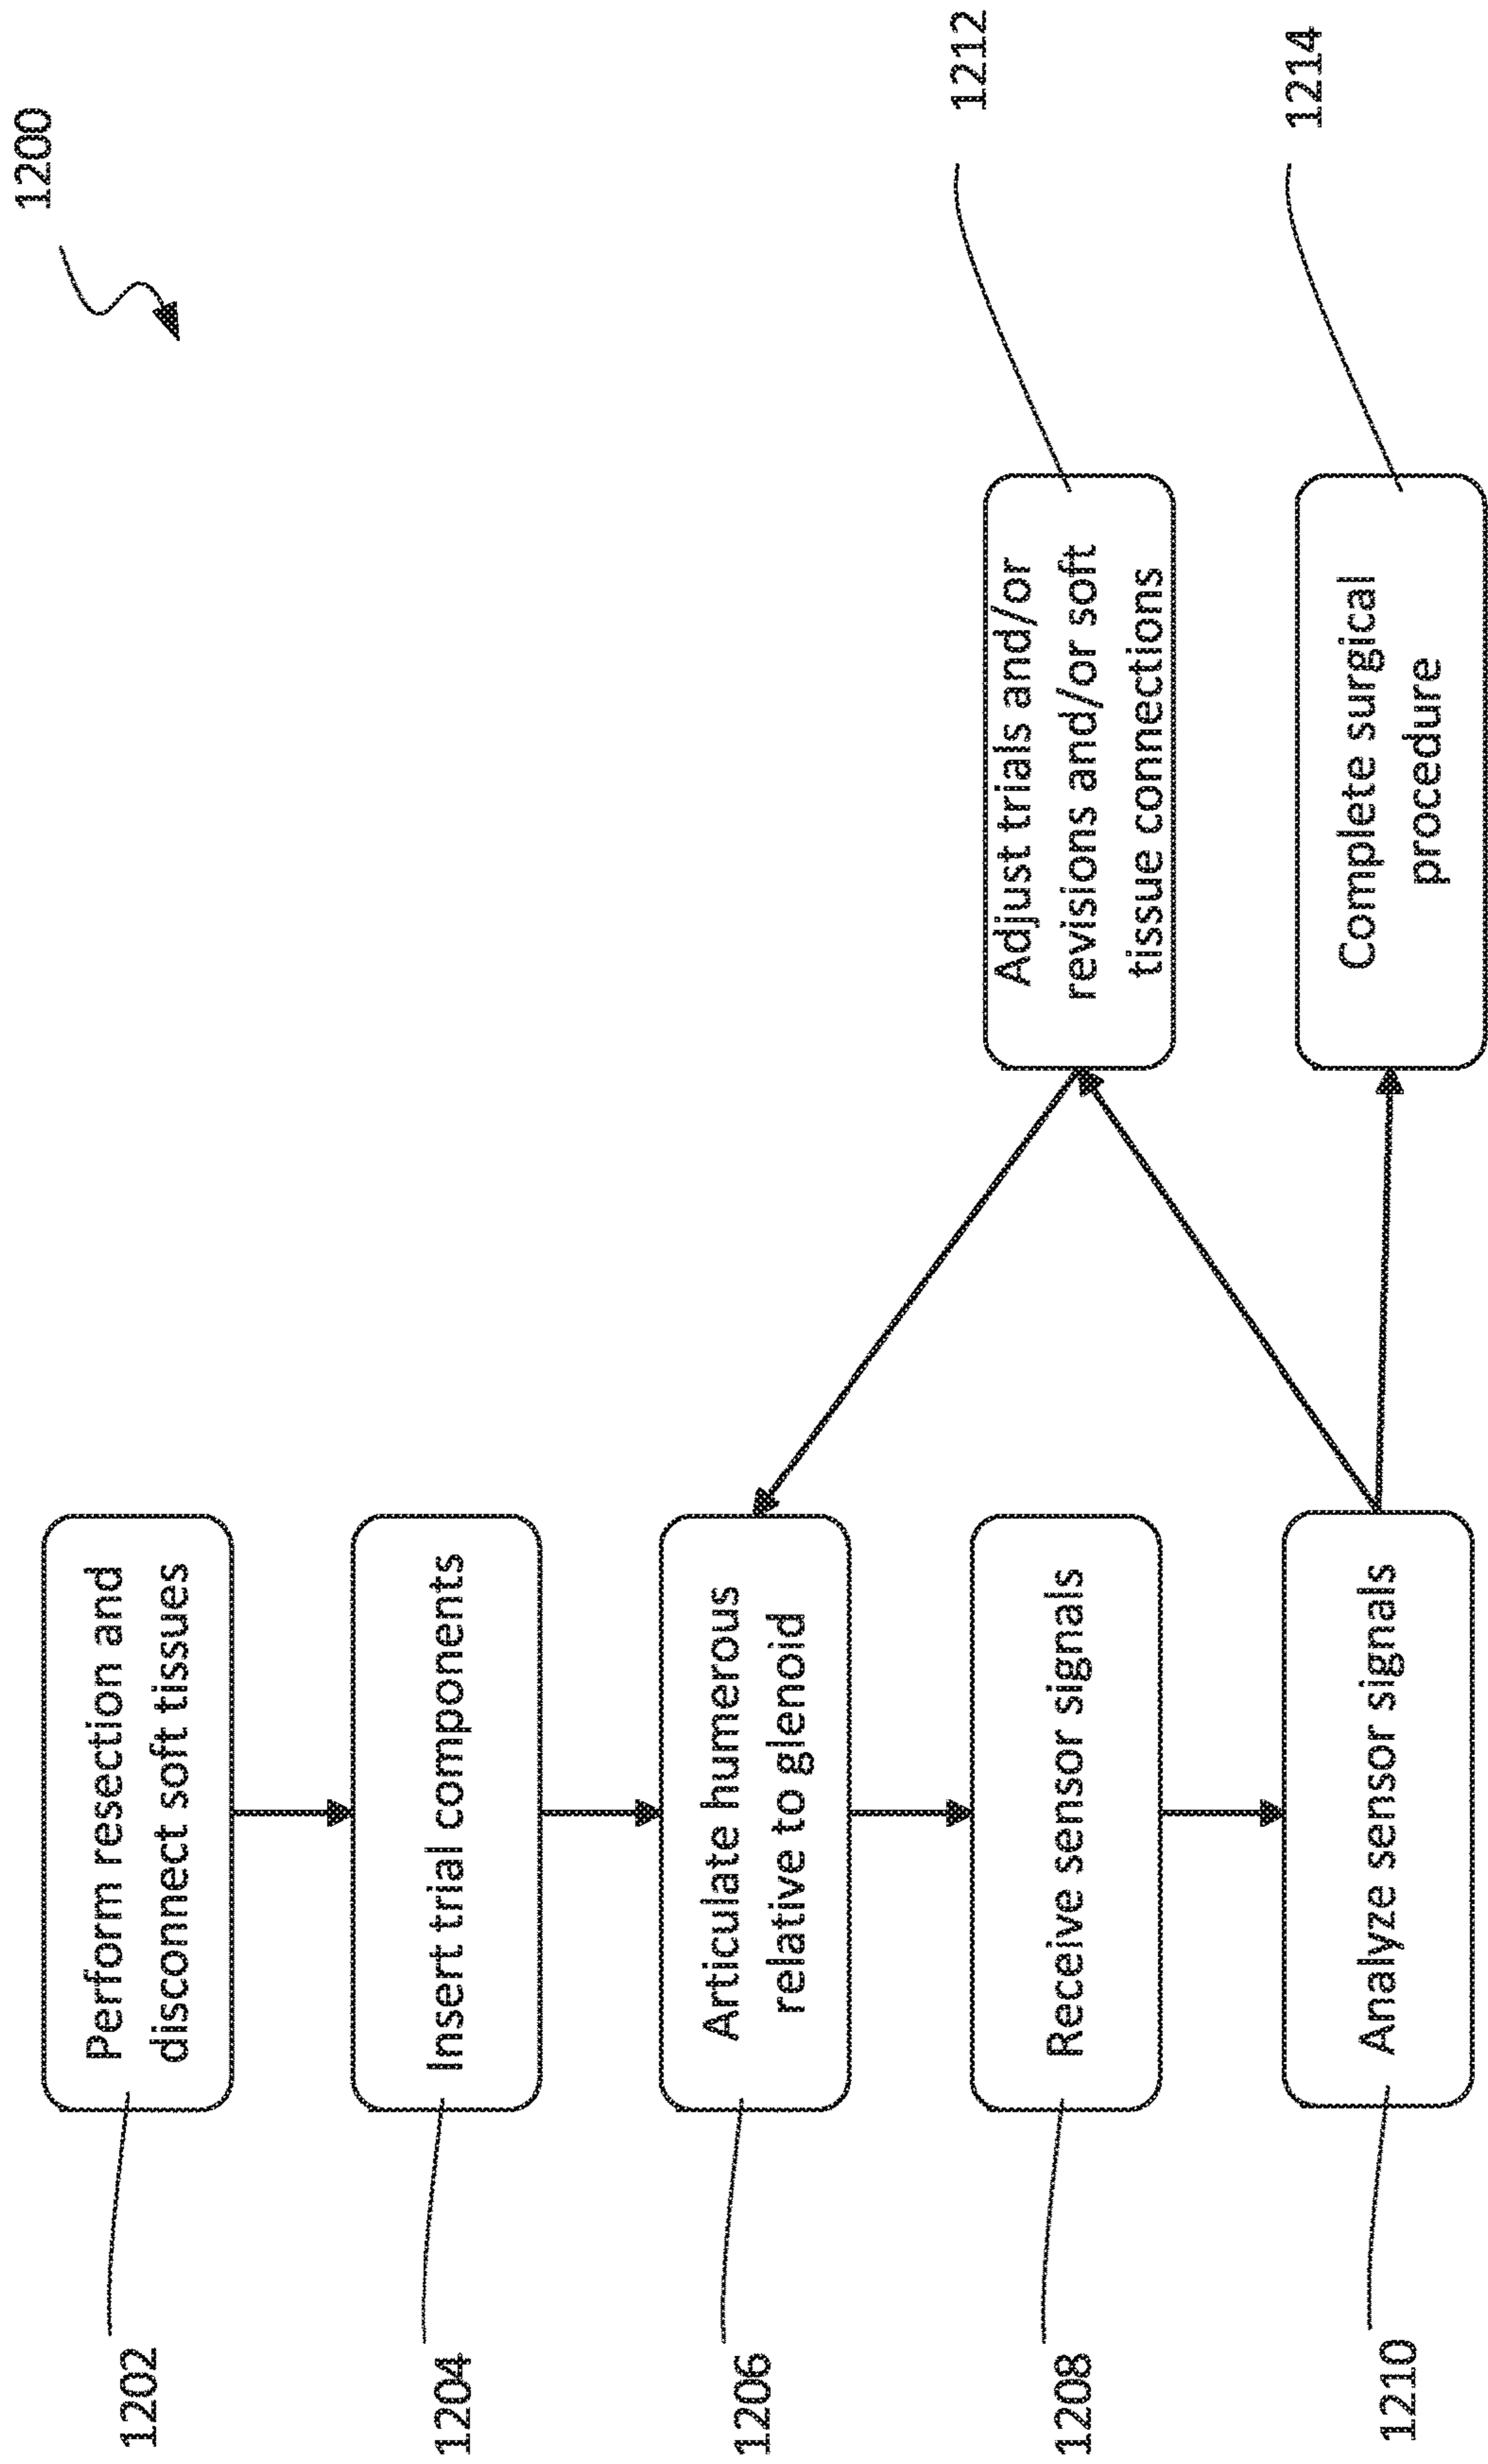 1200
1202
Perform resection and
disconnect soft tissues
1204
Insert trial components
1206
Articulate humerous
relative to glenoid
1208
Receive sensor signals
1210
Analyze sensor signals
1212
Adjust trials and/or
revisions and/or soft
tissue connections
1214
Complete surgical
procedure